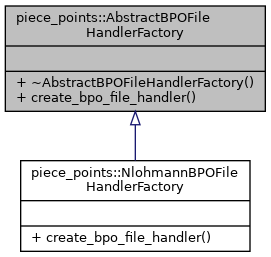 piece_points::AbstractBPOFile
HandlerFactory
+ ~AbstractBPOFileHandlerFactory()
+ create_bpo_file_handler()
piece_points::NlohmannBPOFile
HandlerFactory
+ create_bpo_file_handler()